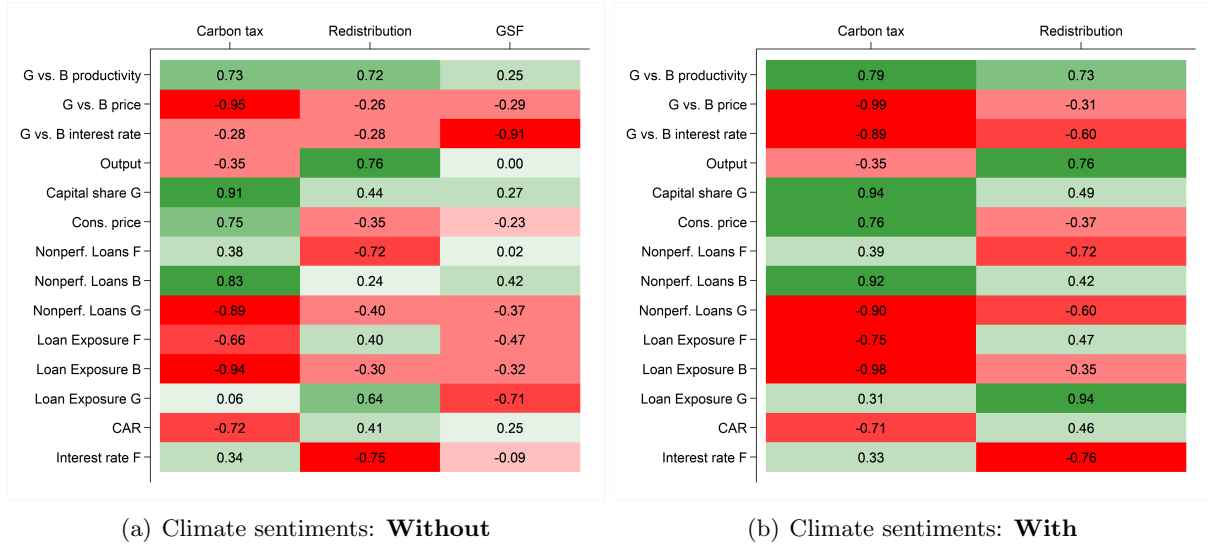 Carbon tax Redistribution GSF
G vs. B productivity 0.73 0.72 0.25
G vs. B price -0.95 -0.26 -0.29
G vs. B interest rate -0.28 -0.28 -0.91
Output -0.35 0.76 0.00
Capital share G 0.91 0.44 0.27
Cons. price 0.75 -0.35 -0.23
Nonperf. Loans F 0.38 -0.72 0.02
Nonperf. Loans B 0.83 0.24 0.42
Nonperf. Loans G -0.89 -0.40 -0.37
Loan Exposure F -0.66 0.40 -0.47
Loan Exposure B -0.94 -0.30 -0.32
Loan Exposure G 0.06 0.64 -0.71
CAR -0.72 0.41 0.25
Interest rate F 0.34 -0.75 -0.09
(a) Climate sentiments: Without
Carbon tax Redistribution
G vs. B productivity 0.79 0.73
G vs. B price -0.99 -0.31
G vs. B interest rate -0.89 -0.60
Output -0.35 0.76
Capital share G 0.94 0.49
Cons. price 0.76 -0.37
Nonperf. Loans F 0.39 -0.72
Nonperf. Loans B 0.92 0.42
Nonperf. Loans G -0.90 -0.60
Loan Exposure F -0.75 0.47
Loan Exposure B -0.98 -0.35
Loan Exposure G 0.31 0.94
CAR -0.71 0.46
Interest rate F 0.33 -0.76
(b) Climate sentiments: With